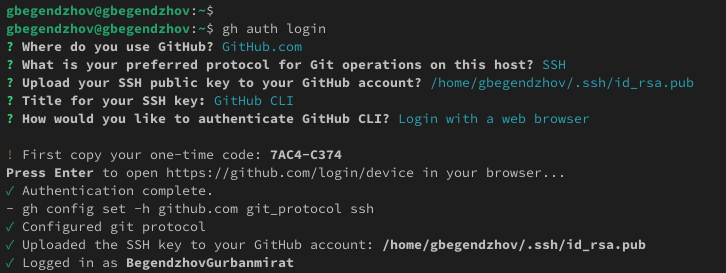 gbegendzhov@gbegendzhov:~$
gbegendzhov@gbegendzhov:~$ gh auth login
? Where do you use GitHub? GitHub.com
? What is your preferred protocol for Git operations on this host? SSH
? Upload your SSH public key to your GitHub account? /home/gbegendzhov/.ssh/id_rsa.pub
? Title for your SSH key: GitHub CLI
? How would you like to authenticate GitHub CLI? Login with a web browser
! First copy your one-time code: 7AC4-C374
Press Enter to open https://github.com/login/device in your browser...
✓ Authentication complete.
- gh config set -h github.com git_protocol ssh
✓ Configured git protocol
✓ Uploaded the SSH key to your GitHub account: /home/gbegendzhov/.ssh/id_rsa.pub
✓ Logged in as BegendzhovGurbanmirat